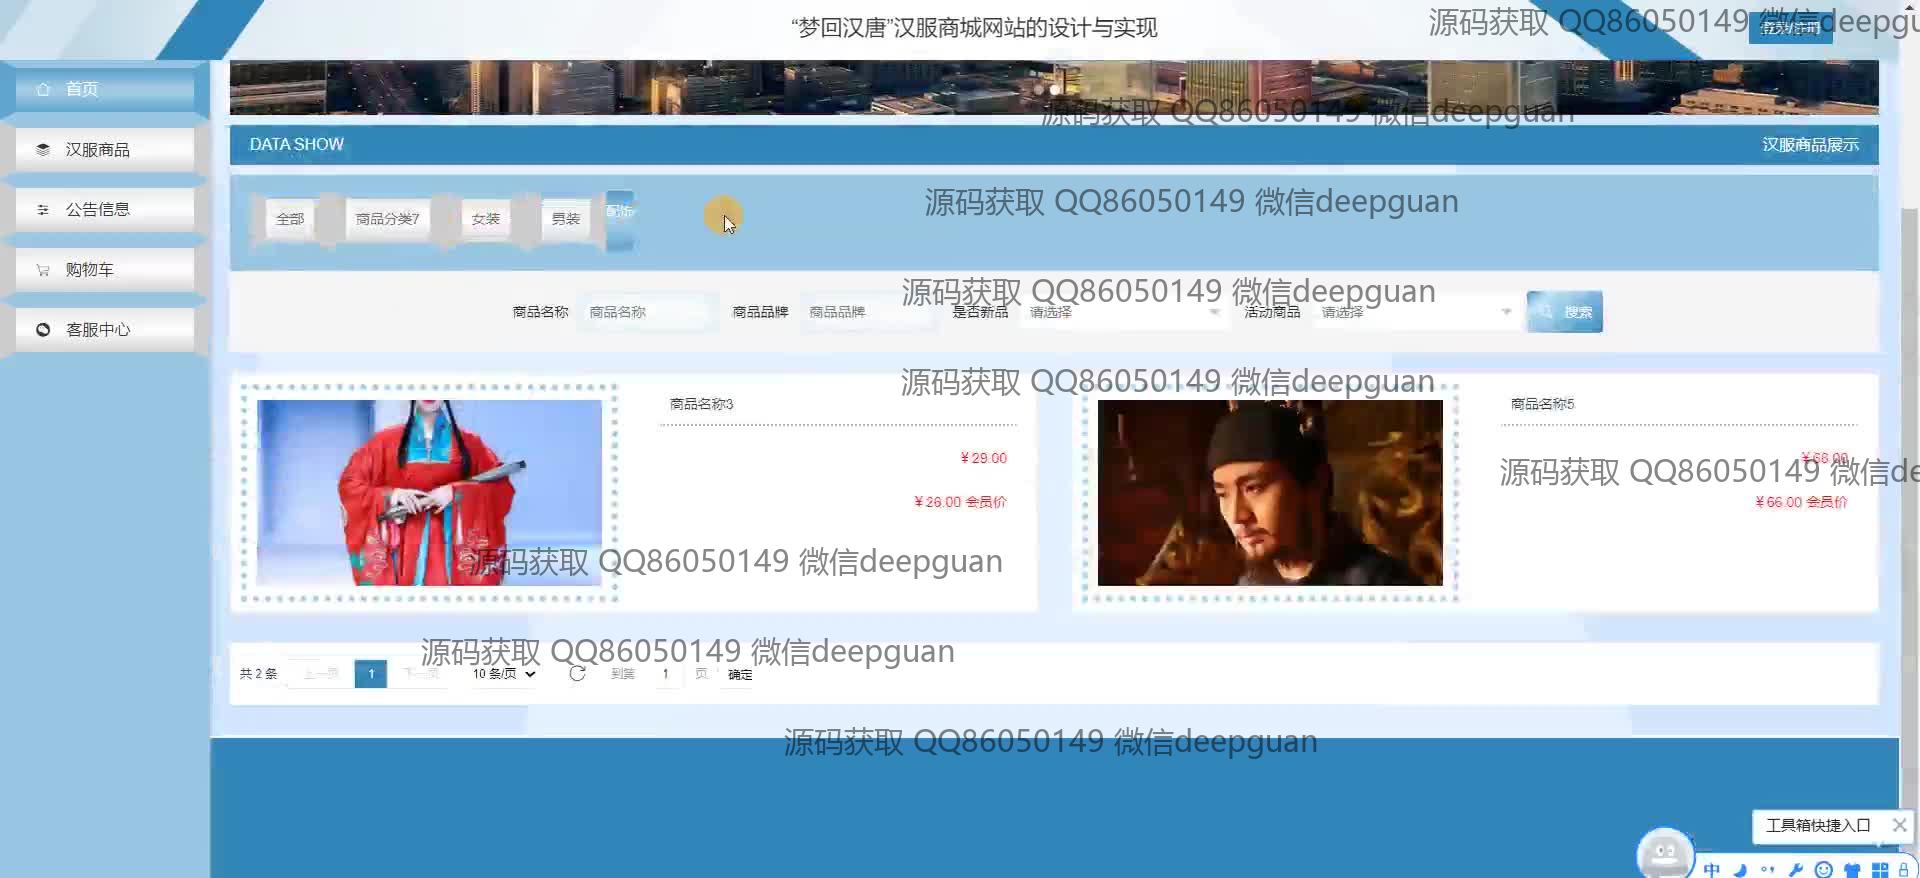 “梦回汉唐”汉服商城网站的设计与实现
源码获取 QQ86050149 微信deepgu
登录/注册
首页
汉服商品
公告信息
购物车
客服中心
源码获取 QQ86050149 微信deepguan
DATA SHOW
汉服商品展示
全部
商品分类7
女装
男装
配饰
源码获取 QQ86050149 微信deepguan
源码获取 QQ86050149 微信deepguan
商品名称 商品名称 商品品牌 商品品牌 是否新品 请选择 活动商品 请选择 搜索
源码获取 QQ86050149 微信deepguan
商品名称3
¥ 29.00
¥ 26.00 会员价
商品名称5
¥ 68.00
源码获取 QQ86050149 微信de
¥ 66.00 会员价
源码获取 QQ86050149 微信deepguan
源码获取 QQ86050149 微信deepguan
共 2 条 上一页 1 下一页 10 条/页 到第 1 页 确定
源码获取 QQ86050149 微信deepguan
工具箱快捷入口
中